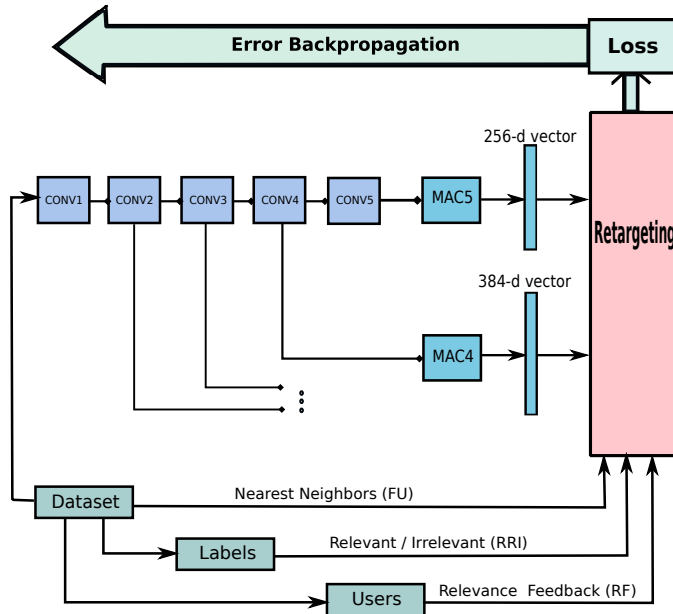 Error Backpropagation
Loss
256-d vector
CONV1
CONV2
CONV3
CONV4
CONV5
MAC5
Retargeting
384-d vector
MAC4
Dataset
Nearest Neighbors (FU)
Labels
Relevant / Irrelevant (RRI)
Users
Relevance Feedback (RF)